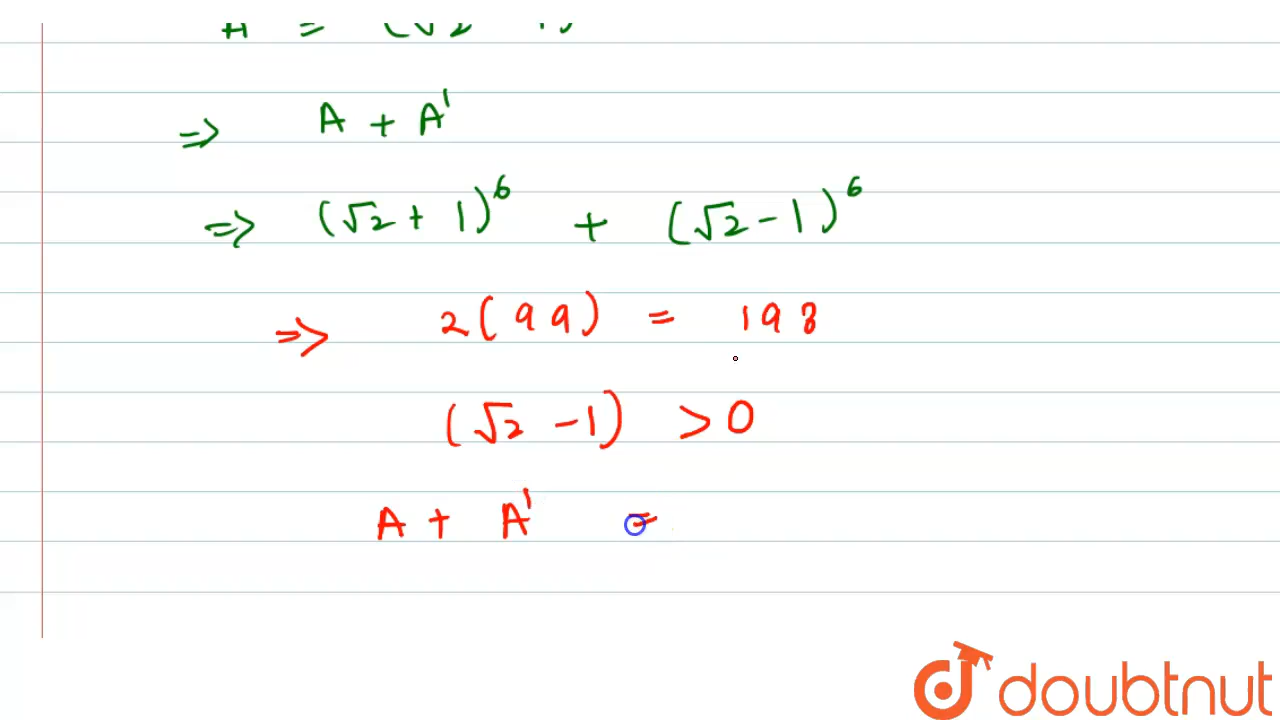 ⇒ A + A'
⇒ (√2 + 1)⁶ + (√2 - 1)⁶
⇒ 2(99) = 198
(√2 - 1) > 0
A + A' =
doubtnut